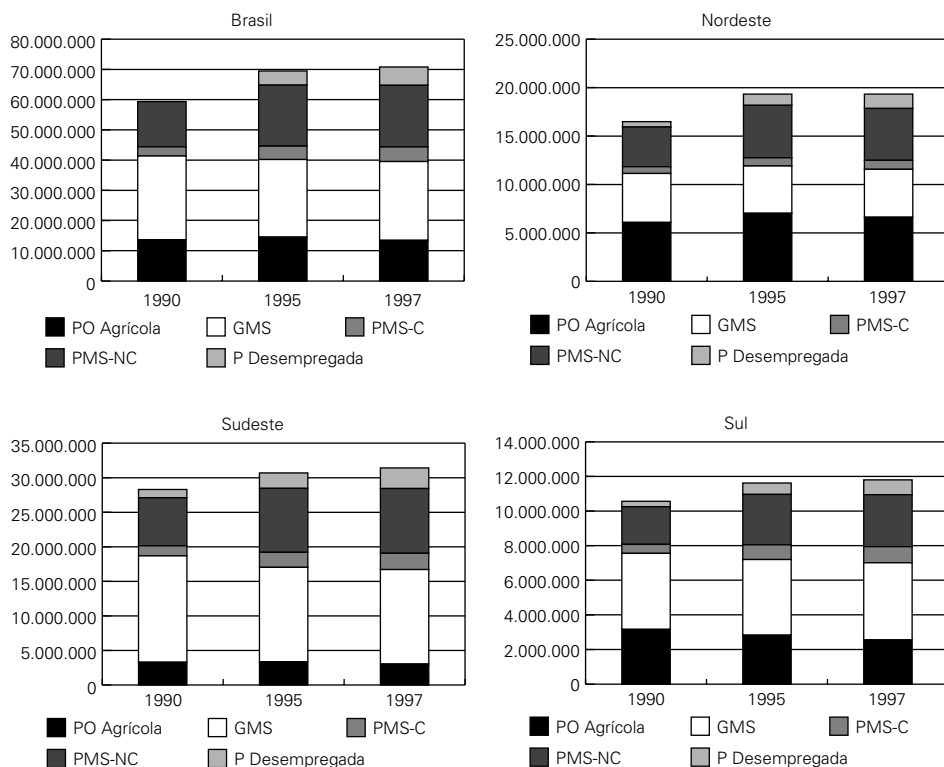 Brasil
80.000.000
70.000.000
60.000.000
50.000.000
40.000.000
30.000.000
20.000.000
10.000.000
0
1990 1995 1997
PO Agrícola GMS PMS-C
PMS-NC P Desempregada
Nordeste
25.000.000
20.000.000
15.000.000
10.000.000
5.000.000
0
1990 1995 1997
PO Agrícola GMS PMS-C
PMS-NC P Desempregada
Sudeste
35.000.000
30.000.000
25.000.000
20.000.000
15.000.000
10.000.000
5.000.000
0
1990 1995 1997
PO Agrícola GMS PMS-C
PMS-NC P Desempregada
Sul
14.000.000
12.000.000
10.000.000
8.000.000
6.000.000
4.000.000
2.000.000
0
1990 1995 1997
PO Agrícola GMS PMS-C
PMS-NC P Desempregada